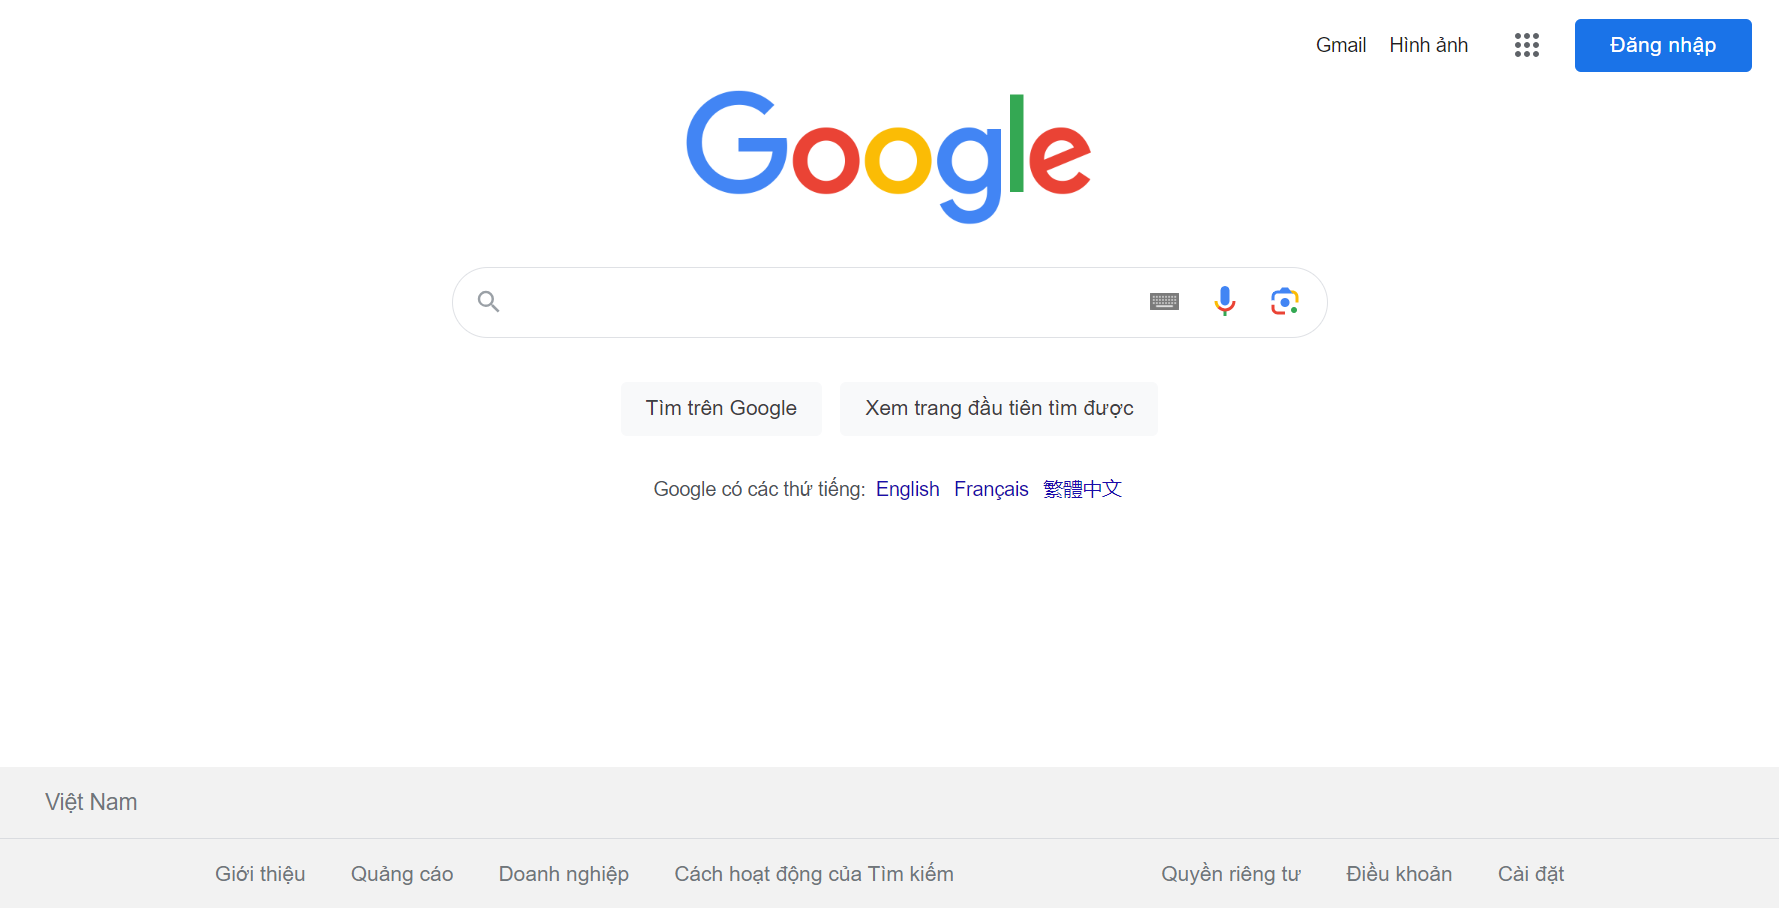 Gmail Hình ảnh Đăng nhập
Google
Tìm trên Google Xem trang đầu tiên tìm được
Google có các thứ tiếng: English Français 繁體中文
Việt Nam
Giới thiệu Quảng cáo Doanh nghiệp Cách hoạt động của Tìm kiếm Quyền riêng tư Điều khoản Cài đặt